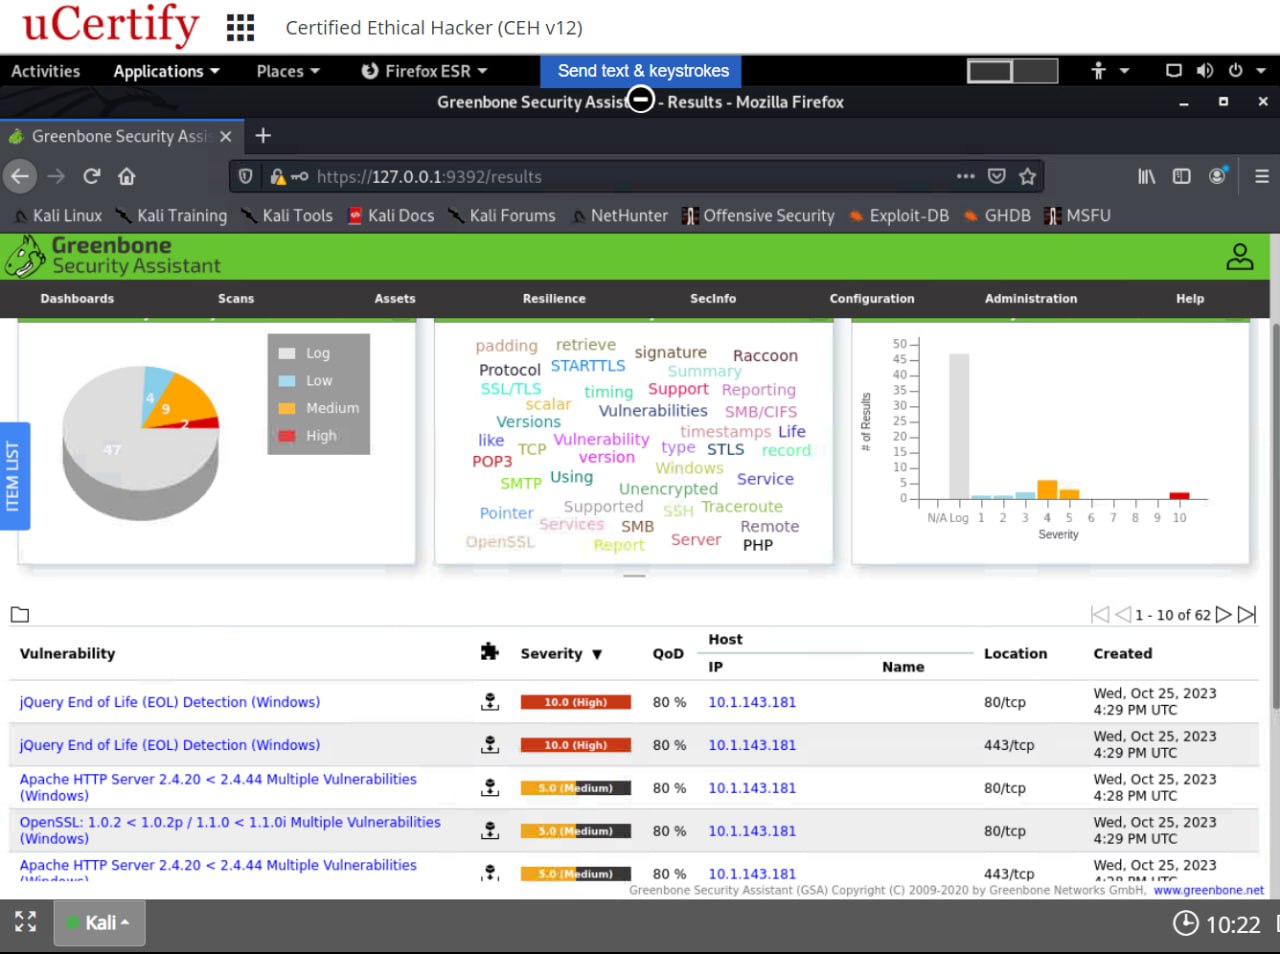 uCertify Certified Ethical Hacker (CEH v12)
Activities Applications Places Firefox ESR Send text & keystrokes
Greenbone Security Assist - Results - Mozilla Firefox
Greenbone Security Assis
https://127.0.0.1:9392/results
Kali Linux Kali Training Kali Tools Kali Docs Kali Forums NetHunter Offensive Security Exploit-DB GHDB MSFU
Greenbone
Security Assistant
Dashboards Scans Assets Resilience SecInfo Configuration Administration Help
ITEM LIST
4
9
2
47
Log
Low
Medium
High
padding retrieve signature Raccoon
Protocol STARTTLS Summary
SSL/TLS timing Support Reporting
scalar Vulnerabilities SMB/CIFS
Versions timestamps Life
like TCP Vulnerability type STLS record
POP3 version Windows
SMTP Using Unencrypted Service
Pointer Supported SSH Traceroute
Services SMB Remote
OpenSSL Report Server PHP
# of Results
50
45
40
35
30
25
20
15
10
5
0
N/A Log 1 2 3 4 5 6 7 8 9 10
Severity
1 - 10 of 62
Vulnerability Severity ▼ QoD Host Location Created
IP Name
jQuery End of Life (EOL) Detection (Windows) 10.0 (High) 80 % 10.1.143.181 80/tcp Wed, Oct 25, 2023
4:29 PM UTC
jQuery End of Life (EOL) Detection (Windows) 10.0 (High) 80 % 10.1.143.181 443/tcp Wed, Oct 25, 2023
4:29 PM UTC
Apache HTTP Server 2.4.20 < 2.4.44 Multiple Vulnerabilities
(Windows) 5.0 (Medium) 80 % 10.1.143.181 80/tcp Wed, Oct 25, 2023
4:28 PM UTC
OpenSSL: 1.0.2 < 1.0.2p / 1.1.0 < 1.1.0i Multiple Vulnerabilities
(Windows) 5.0 (Medium) 80 % 10.1.143.181 80/tcp Wed, Oct 25, 2023
4:29 PM UTC
Apache HTTP Server 2.4.20 < 2.4.44 Multiple Vulnerabilities
(Windows) 5.0 (Medium) 80 % 10.1.143.181 443/tcp Wed, Oct 25, 2023
4:28 PM UTC
Greenbone Security Assistant (GSA) Copyright (C) 2009-2020 by Greenbone Networks GmbH, www.greenbone.net
Kali 10:22